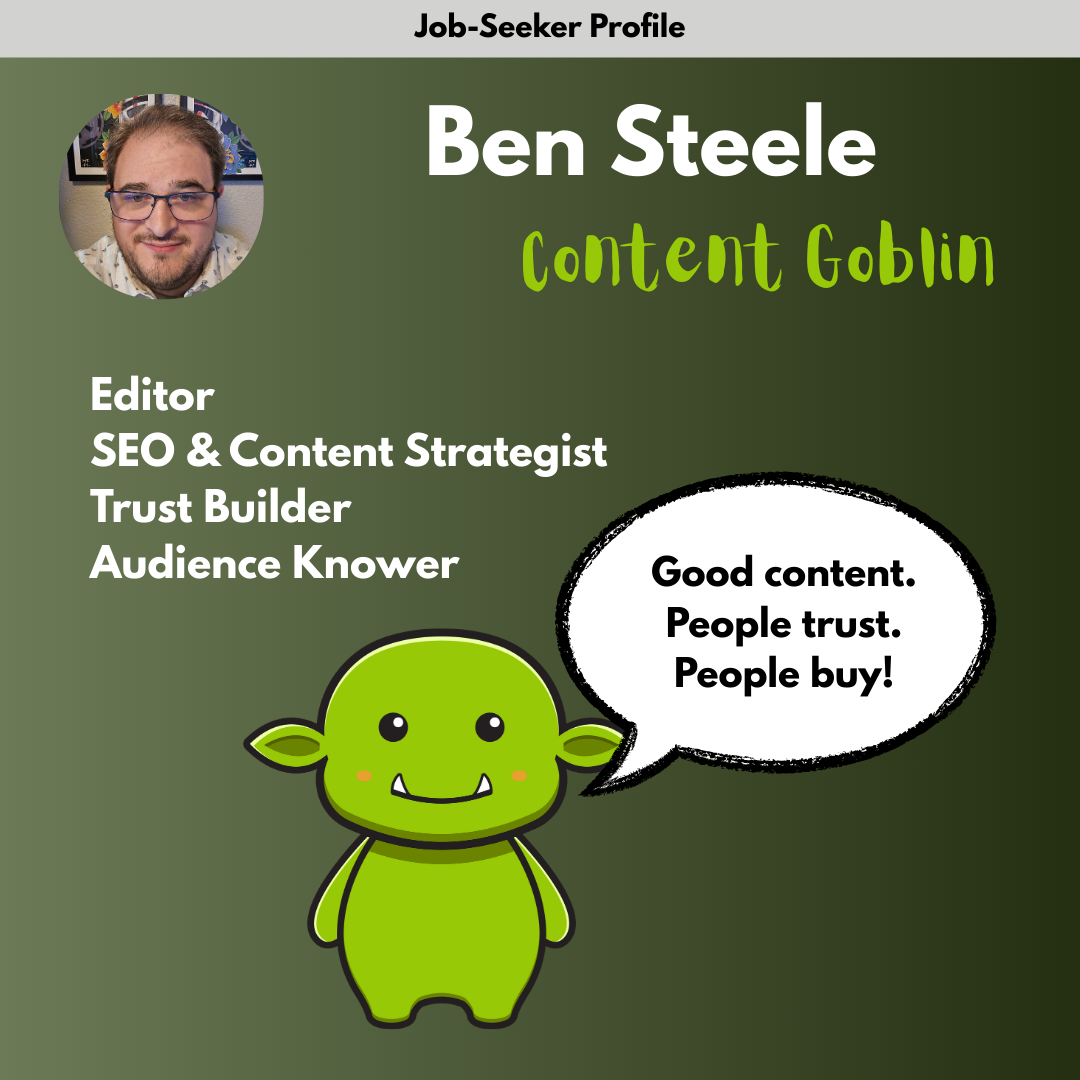 Job-Seeker Profile
Ben Steele
Content Goblin
Editor
SEO & Content Strategist
Trust Builder
Audience Knower
Good content.
People trust.
People buy!